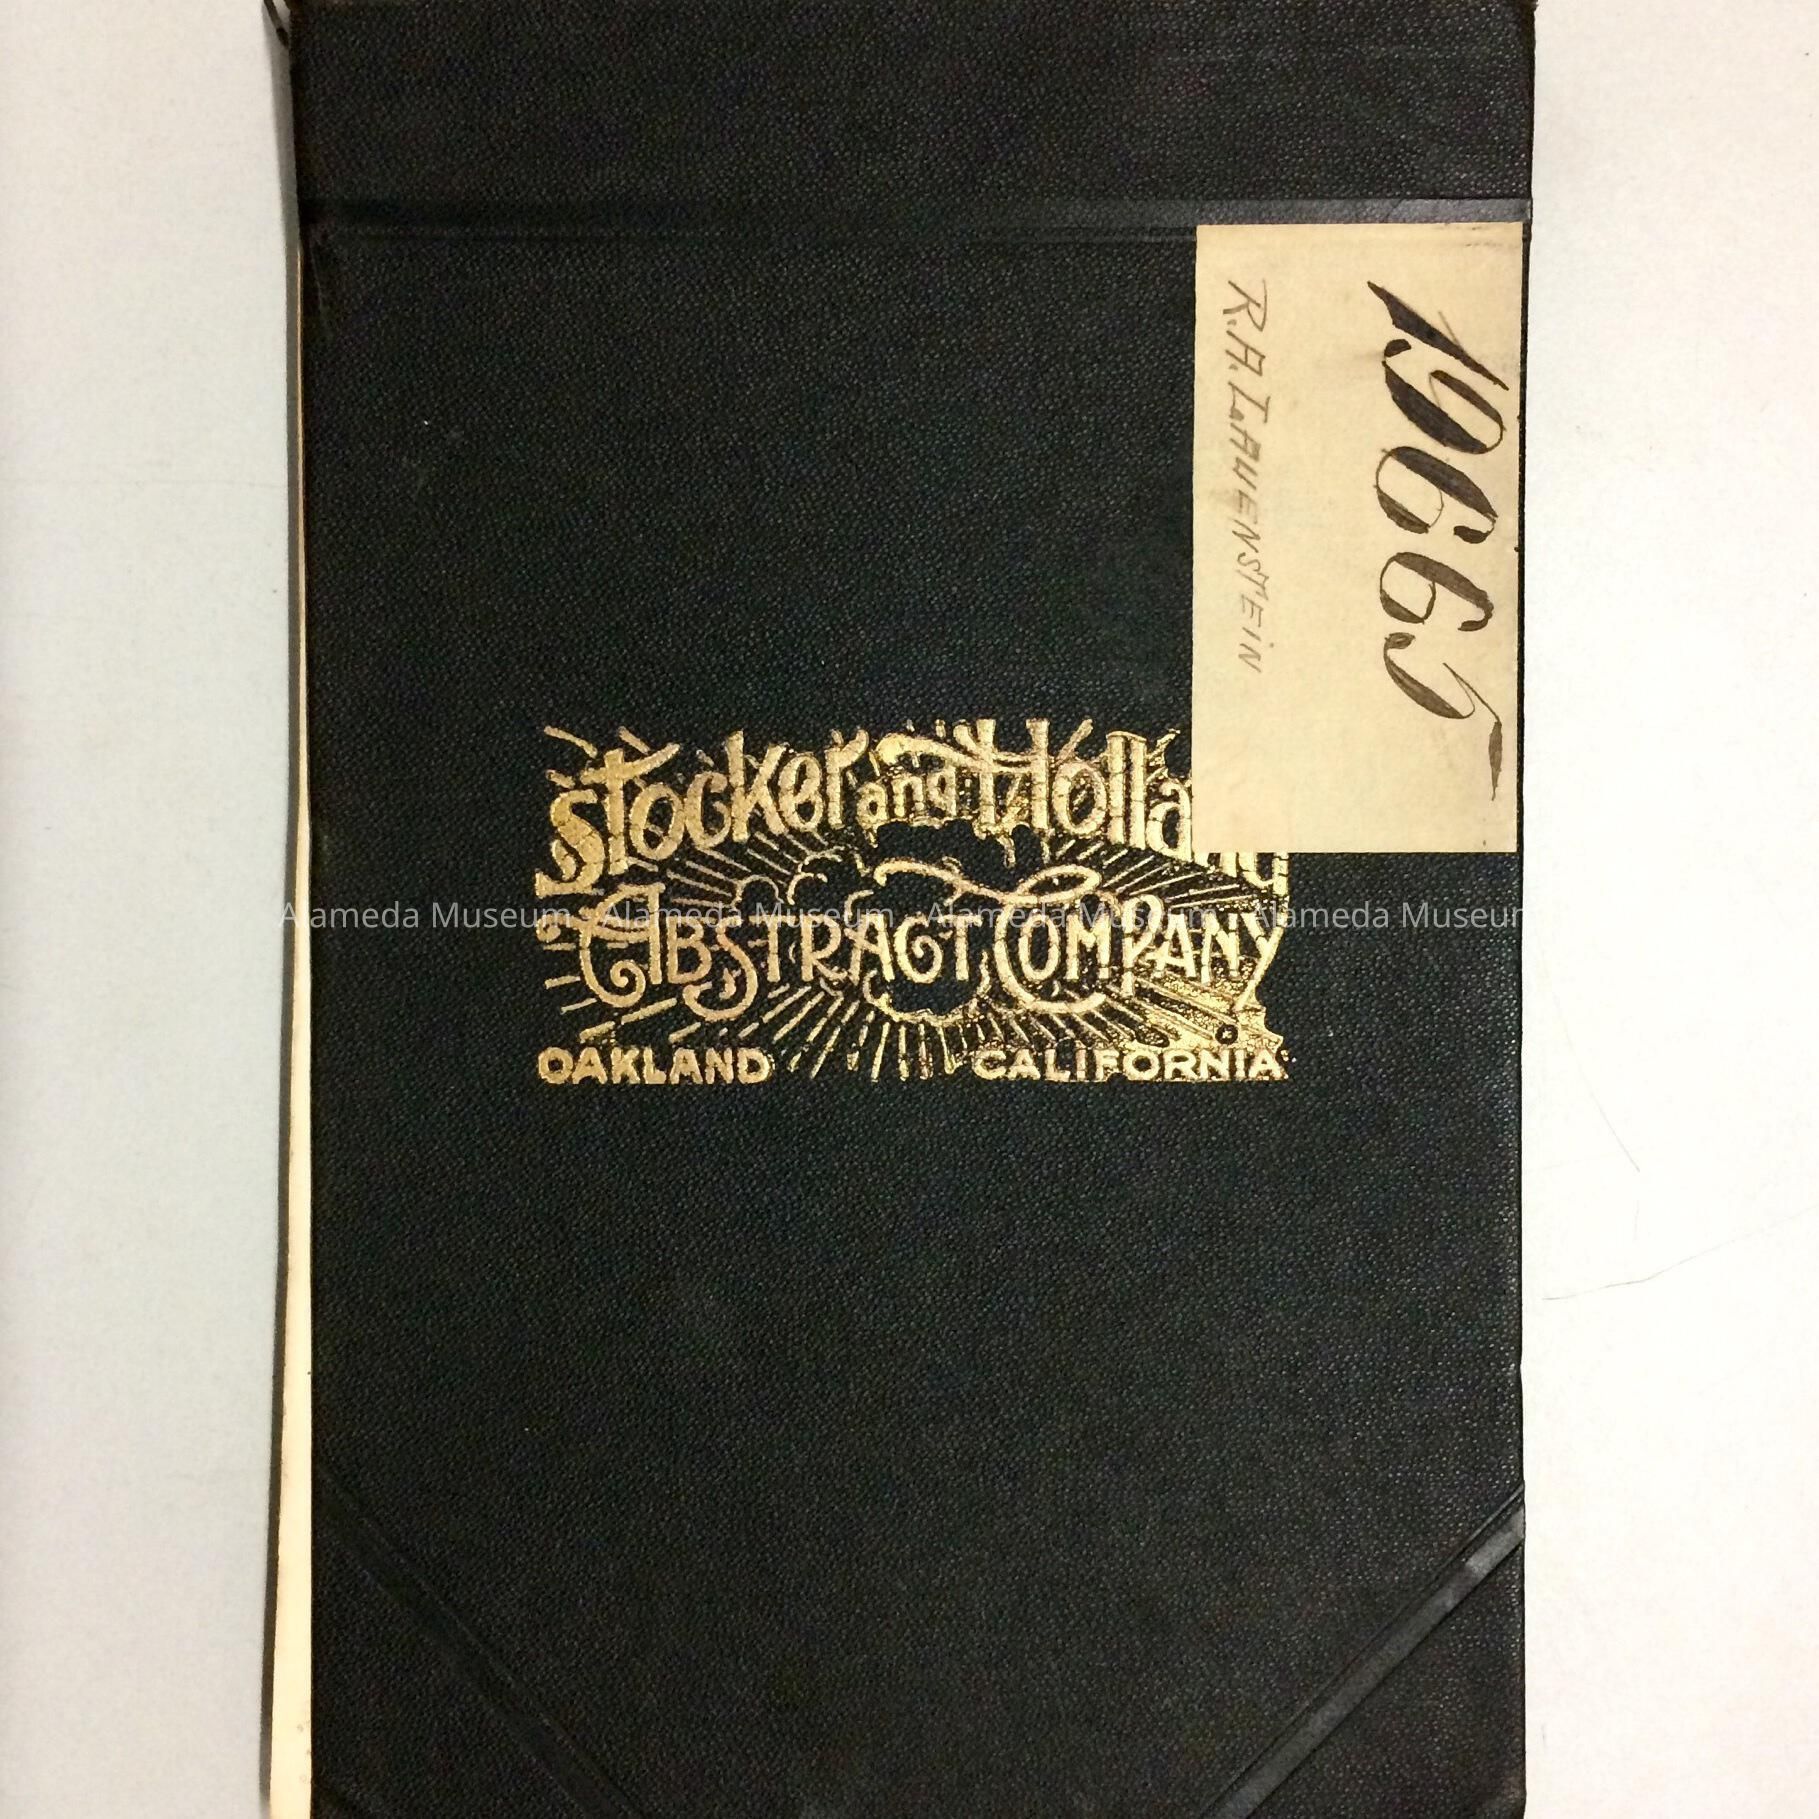 19665
R.A. LAUENSTEIN
Stocker and Holland
Abstract Company
OAKLAND CALIFORNIA
Alameda Museum - Alameda Museum - Alameda Museum - Alameda Museum